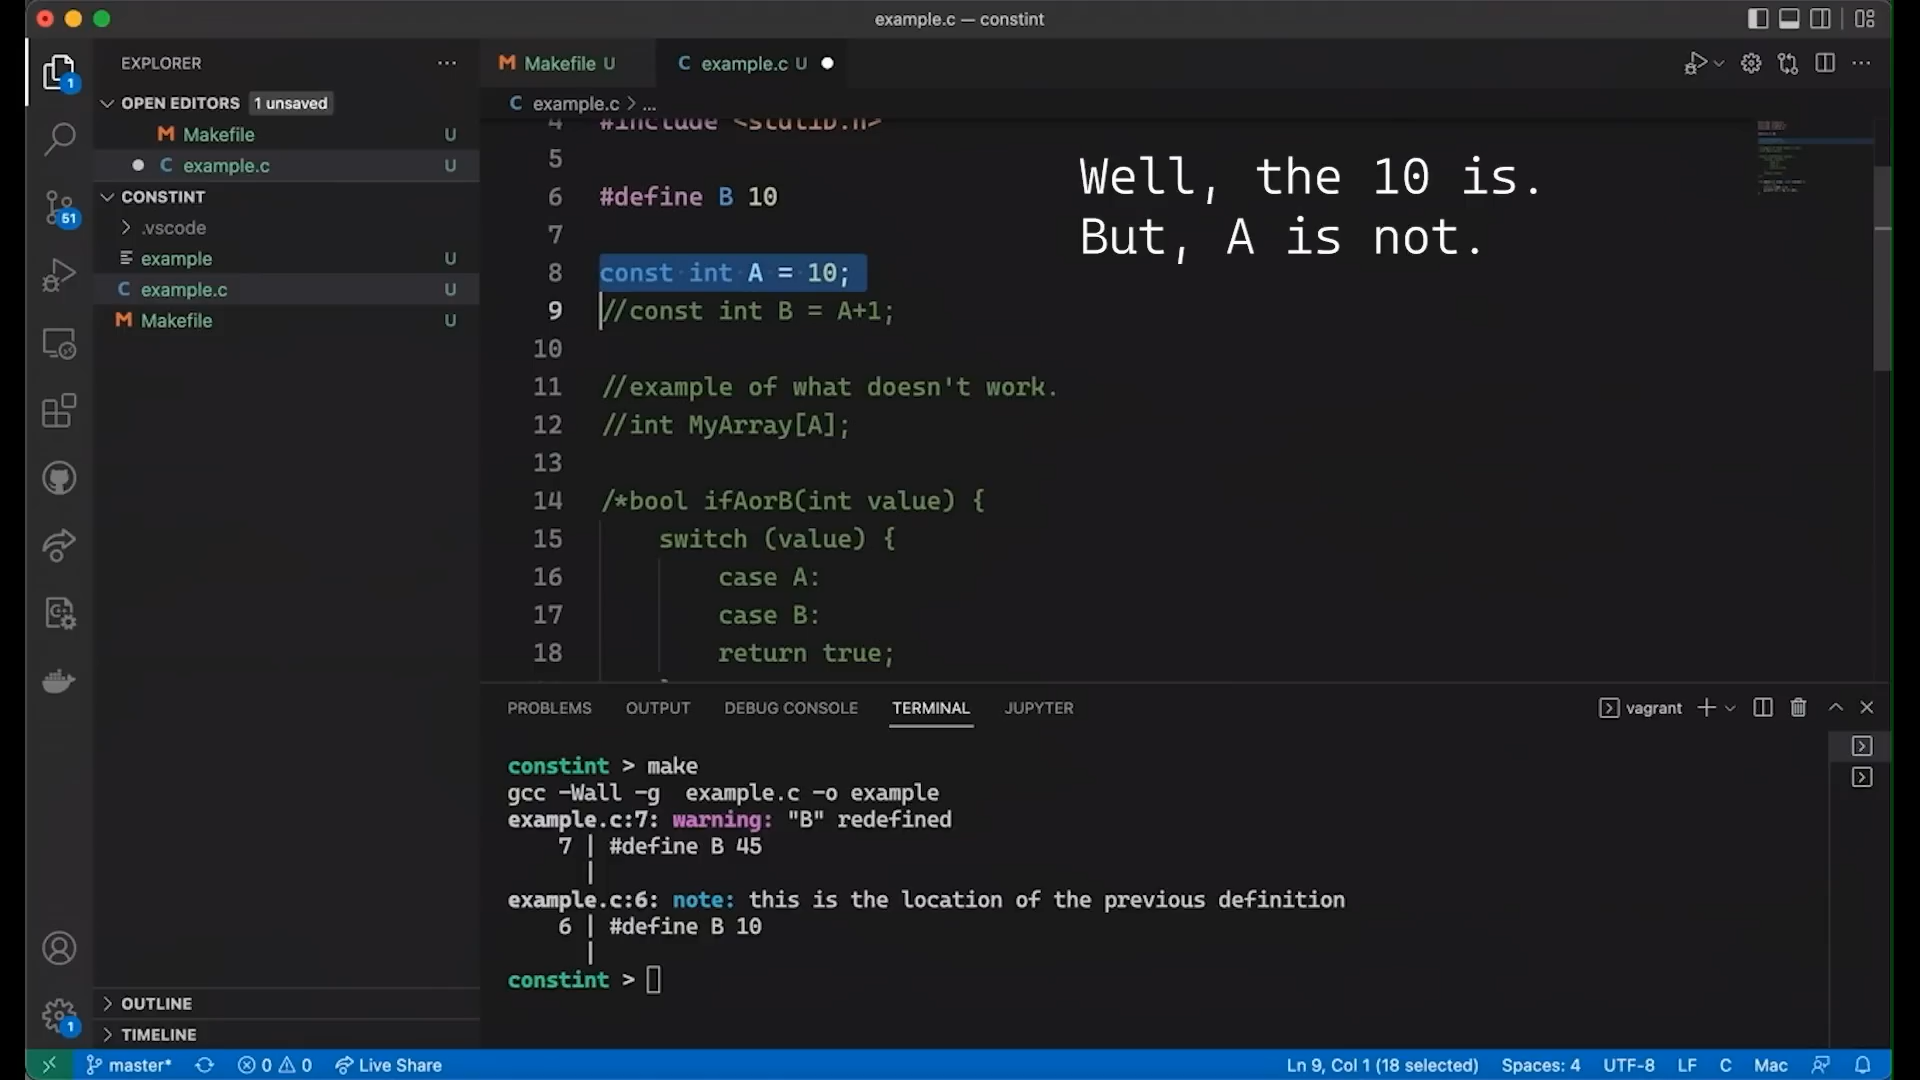 example.c — constint
EXPLORER
OPEN EDITORS 1 unsaved
Makefile U
example.c U
CONSTINT
.vscode
example U
example.c U
Makefile U
OUTLINE
TIMELINE
Makefile U
example.c U
example.c > ...
4 #include <stdlib.h>
5
6 #define B 10
7
8 const int A = 10;
9 //const int B = A+1;
10
11 //example of what doesn't work.
12 //int MyArray[A];
13
14 /*bool ifAorB(int value) {
15 switch (value) {
16 case A:
17 case B:
18 return true;
Well, the 10 is.
But, A is not.
PROBLEMS OUTPUT DEBUG CONSOLE TERMINAL JUPYTER
vagrant
constint > make
gcc -Wall -g  example.c -o example
example.c:7: warning: "B" redefined
7 | #define B 45
|
example.c:6: note: this is the location of the previous definition
6 | #define B 10
|
constint >
1
51
1
master* 0 0 Live Share
Ln 9, Col 1 (18 selected) Spaces: 4 UTF-8 LF C Mac